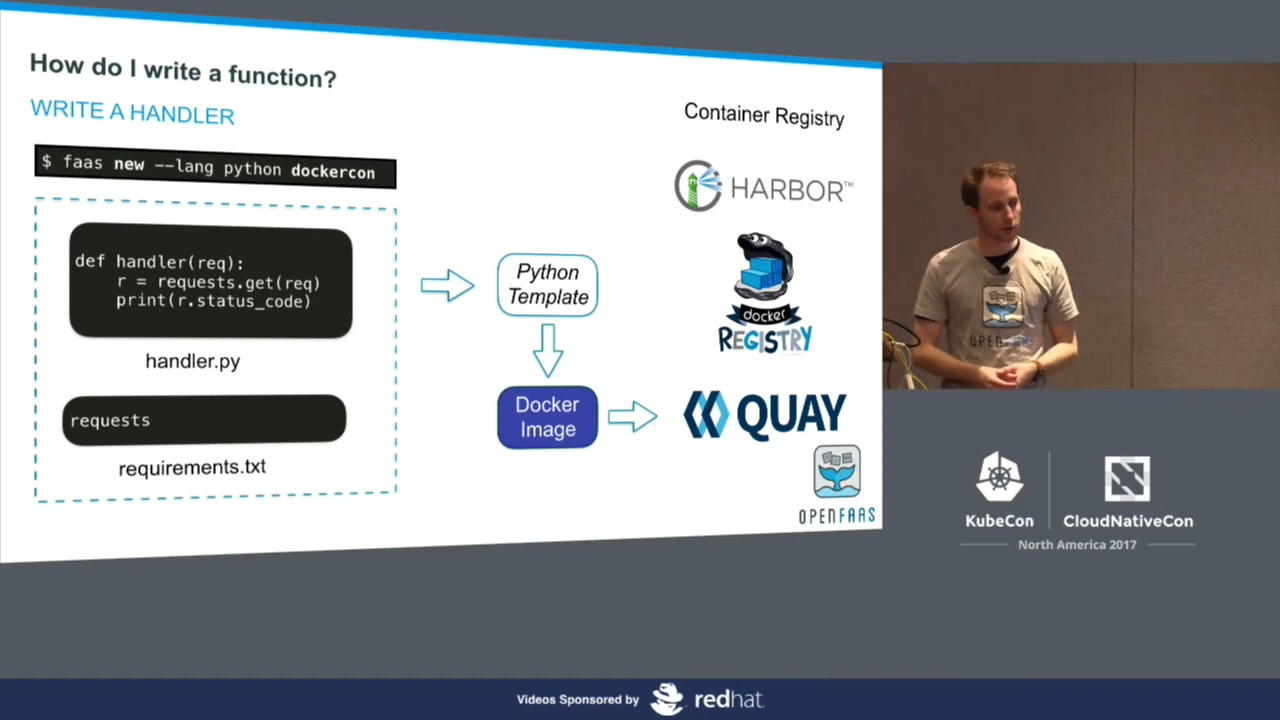 How do I write a function?
WRITE A HANDLER
$ faas new --lang python dockercon
def handler(req):
r = requests.get(req)
print(r.status_code)
handler.py
requests
requirements.txt
Python
Template
Docker
Image
Container Registry
HARBOR™
docker
REGISTRY
QUAY
OPENFAAS
OPENFAAS
KubeCon
CloudNativeCon
North America 2017
Videos Sponsored by
redhat